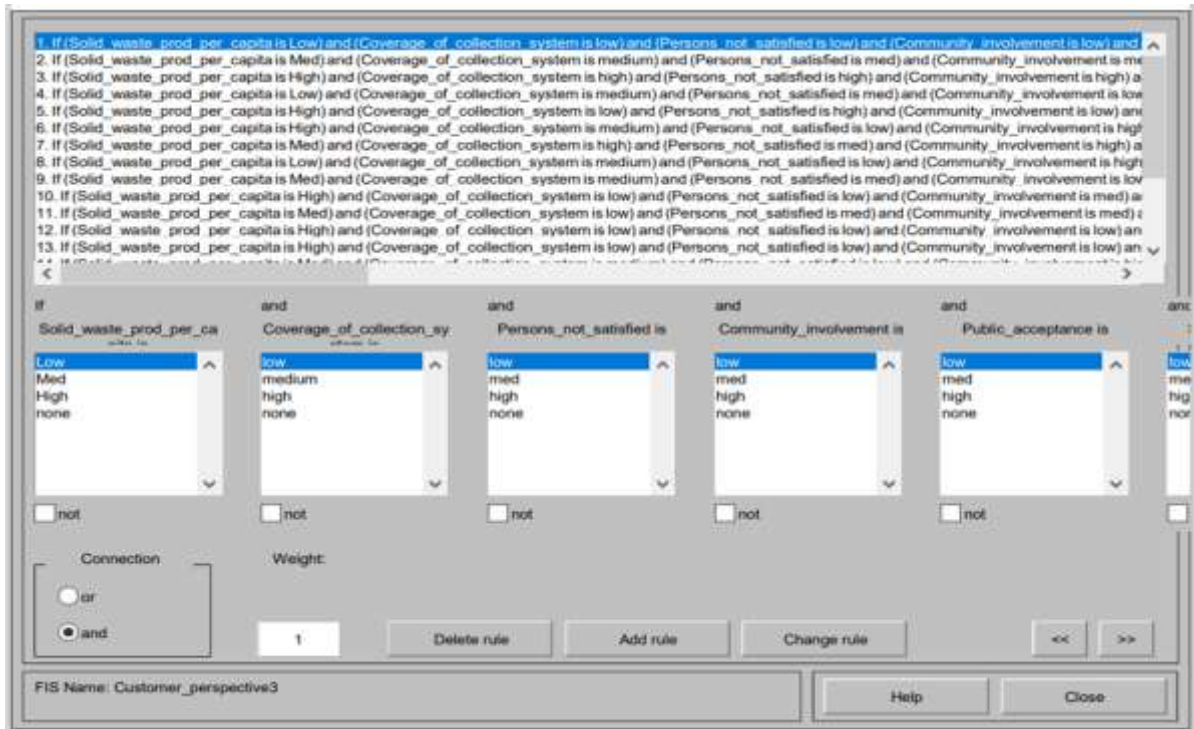 1. If (Solid_waste_prod_per_capita is Low) and (Coverage_of_collection_system is low) and (Persons_not_satisfied is low) and (Community_involvement is low) and
2. If (Solid_waste_prod_per_capita is Med) and (Coverage_of_collection_system is medium) and (Persons_not_satisfied is med) and (Community_involvement is me
3. If (Solid_waste_prod_per_capita is High) and (Coverage_of_collection_system is high) and (Persons_not_satisfied is high) and (Community_involvement is high) a
4. If (Solid_waste_prod_per_capita is Low) and (Coverage_of_collection_system is medium) and (Persons_not_satisfied is med) and (Community_involvement is low
5. If (Solid_waste_prod_per_capita is High) and (Coverage_of_collection_system is low) and (Persons_not_satisfied is high) and (Community_involvement is low) an
6. If (Solid_waste_prod_per_capita is High) and (Coverage_of_collection_system is medium) and (Persons_not_satisfied is low) and (Community_involvement is high
7. If (Solid_waste_prod_per_capita is Med) and (Coverage_of_collection_system is high) and (Persons_not_satisfied is med) and (Community_involvement is high) a
8. If (Solid_waste_prod_per_capita is Low) and (Coverage_of_collection_system is medium) and (Persons_not_satisfied is low) and (Community_involvement is high
9. If (Solid_waste_prod_per_capita is Med) and (Coverage_of_collection_system is medium) and (Persons_not_satisfied is med) and (Community_involvement is low
10. If (Solid_waste_prod_per_capita is High) and (Coverage_of_collection_system is low) and (Persons_not_satisfied is low) and (Community_involvement is med) a
11. If (Solid_waste_prod_per_capita is Med) and (Coverage_of_collection_system is low) and (Persons_not_satisfied is med) and (Community_involvement is med) a
12. If (Solid_waste_prod_per_capita is High) and (Coverage_of_collection_system is low) and (Persons_not_satisfied is low) and (Community_involvement is low) an
13. If (Solid_waste_prod_per_capita is High) and (Coverage_of_collection_system is low) and (Persons_not_satisfied is low) and (Community_involvement is low) an
If and and and and and
Solid_waste_prod_per_ca Coverage_of_collection_sy Persons_not_satisfied is Community_involvement is Public_acceptance is
Low low low low low low
Med medium med med med me
High high high high high hig
none none none none none nor
not not not not not
Connection Weight:
or
and 1 Delete rule Add rule Change rule << >>
FIS Name: Customer_perspective3 Help Close